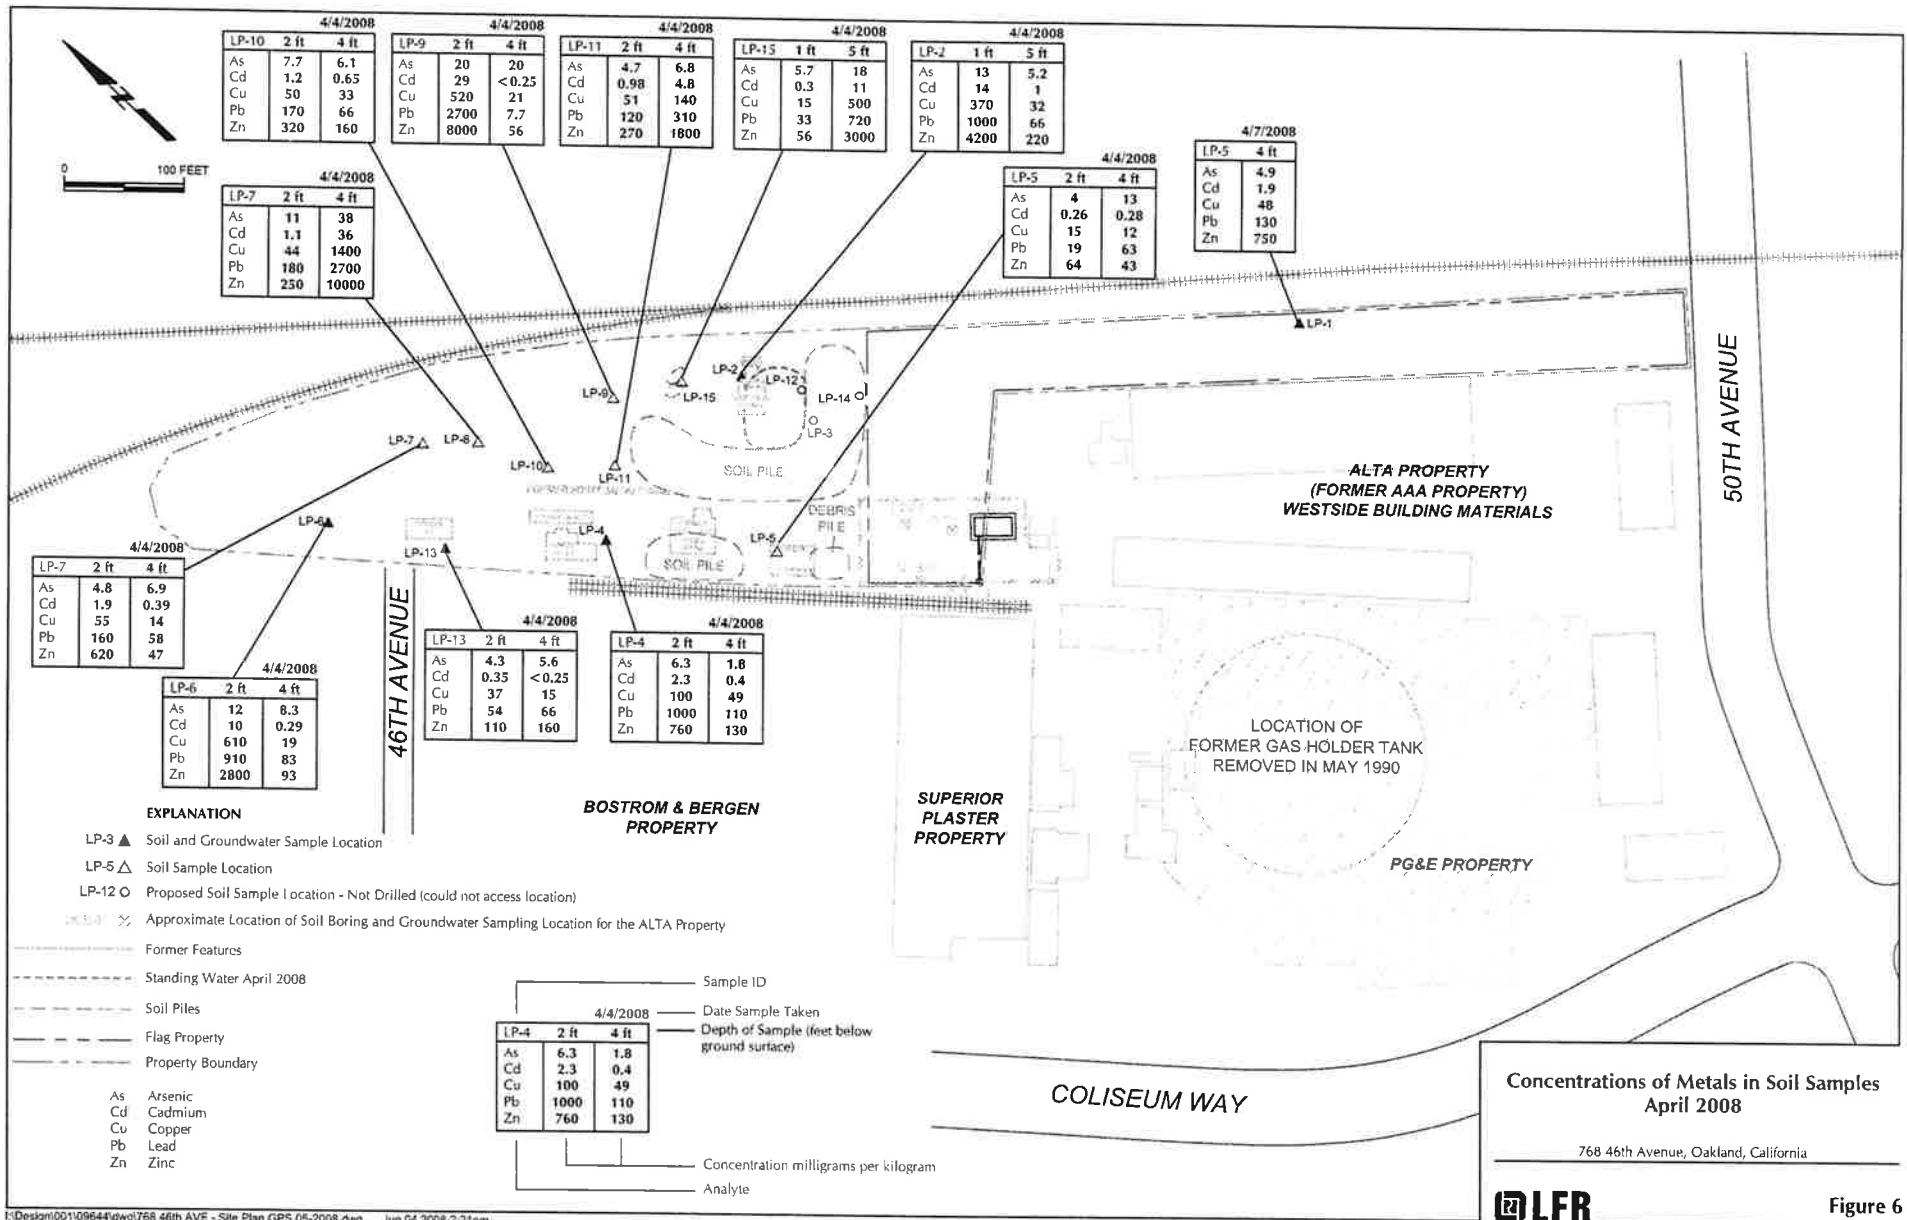 4/4/2008
LP-10 2 ft 4 ft
As 7.7 6.1
Cd 1.2 0.65
Cu 50 33
Pb 170 66
Zn 320 160
4/4/2008
LP-9 2 ft 4 ft
As 20 20
Cd 29 <0.25
Cu 520 21
Pb 2700 7.7
Zn 8000 56
4/4/2008
LP-11 2 ft 4 ft
As 4.7 6.8
Cd 0.98 4.8
Cu 51 140
Pb 120 310
Zn 270 1800
4/4/2008
LP-15 1 ft 5 ft
As 5.7 18
Cd 0.3 11
Cu 15 500
Pb 33 720
Zn 56 3000
4/4/2008
LP-2 1 ft 5 ft
As 13 5.2
Cd 14 1
Cu 370 32
Pb 1000 66
Zn 4200 220
4/7/2008
LP-5 4 ft
As 4.9
Cd 1.9
Cu 48
Pb 130
Zn 750
4/4/2008
LP-5 2 ft 4 ft
As 4 13
Cd 0.26 0.28
Cu 15 12
Pb 19 63
Zn 64 43
0 100 FEET
4/4/2008
LP-7 2 ft 4 ft
As 11 38
Cd 1.1 36
Cu 44 1400
Pb 180 2700
Zn 250 10000
LP-1
LP-2
LP-12
LP-9
LP-15
LP-14
LP-3
LP-7
LP-8
LP-10
LP-11
SOIL PILE
LP-6
LP-13
LP-4
LP-5
DEBRIS
PILE
SOIL PILE
ALTA PROPERTY
(FORMER AAA PROPERTY)
WESTSIDE BUILDING MATERIALS
50TH AVENUE
4/4/2008
LP-7 2 ft 4 ft
As 4.8 6.9
Cd 1.9 0.39
Cu 55 14
Pb 160 58
Zn 620 47
4/4/2008
LP-6 2 ft 4 ft
As 12 8.3
Cd 10 0.29
Cu 610 19
Pb 910 83
Zn 2800 93
46TH AVENUE
4/4/2008
LP-13 2 ft 4 ft
As 4.3 5.6
Cd 0.35 <0.25
Cu 37 15
Pb 54 66
Zn 110 160
4/4/2008
LP-4 2 ft 4 ft
As 6.3 1.8
Cd 2.3 0.4
Cu 100 49
Pb 1000 110
Zn 760 130
BOSTROM & BERGEN
PROPERTY
SUPERIOR
PLASTER
PROPERTY
LOCATION OF
FORMER GAS HOLDER TANK
REMOVED IN MAY 1990
PG&E PROPERTY
EXPLANATION
LP-3 Soil and Groundwater Sample Location
LP-5 Soil Sample Location
LP-12 Proposed Soil Sample Location - Not Drilled (could not access location)
Approximate Location of Soil Boring and Groundwater Sampling Location for the ALTA Property
Former Features
Standing Water April 2008
Soil Piles
Flag Property
Property Boundary
As Arsenic
Cd Cadmium
Cu Copper
Pb Lead
Zn Zinc
Sample ID
4/4/2008 Date Sample Taken
Depth of Sample (feet below
ground surface)
LP-4 2 ft 4 ft
As 6.3 1.8
Cd 2.3 0.4
Cu 100 49
Pb 1000 110
Zn 760 130
Concentration milligrams per kilogram
Analyte
COLISEUM WAY
Concentrations of Metals in Soil Samples
April 2008
768 46th Avenue, Oakland, California
LFR
Figure 6